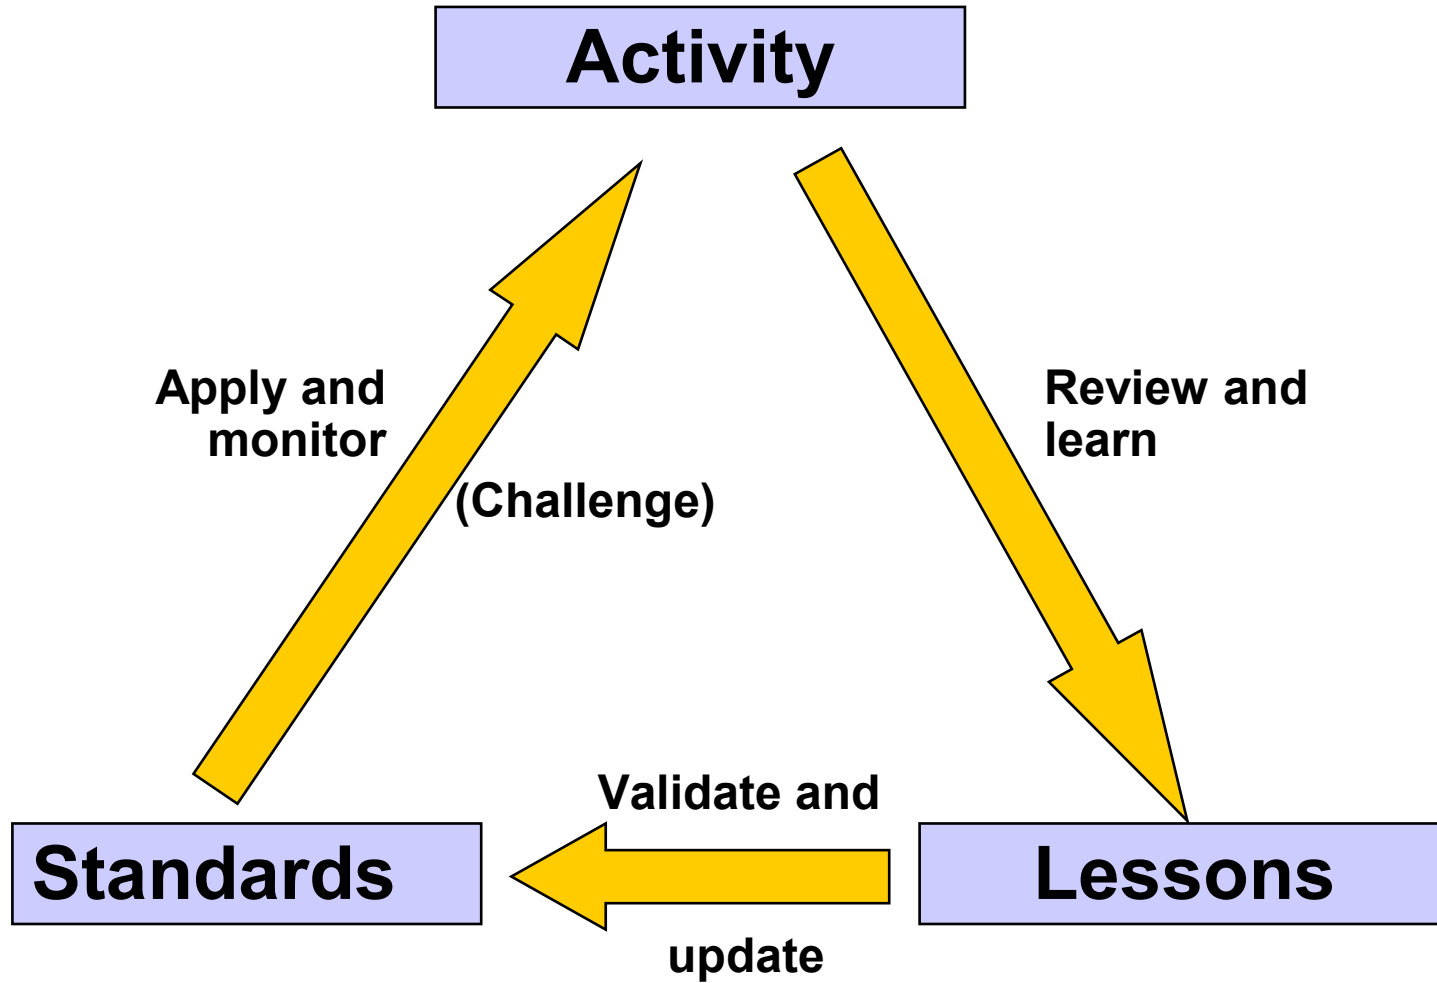 Activity
Apply and
monitor
Review and
learn
(Challenge)
Validate and
Standards
Lessons
update